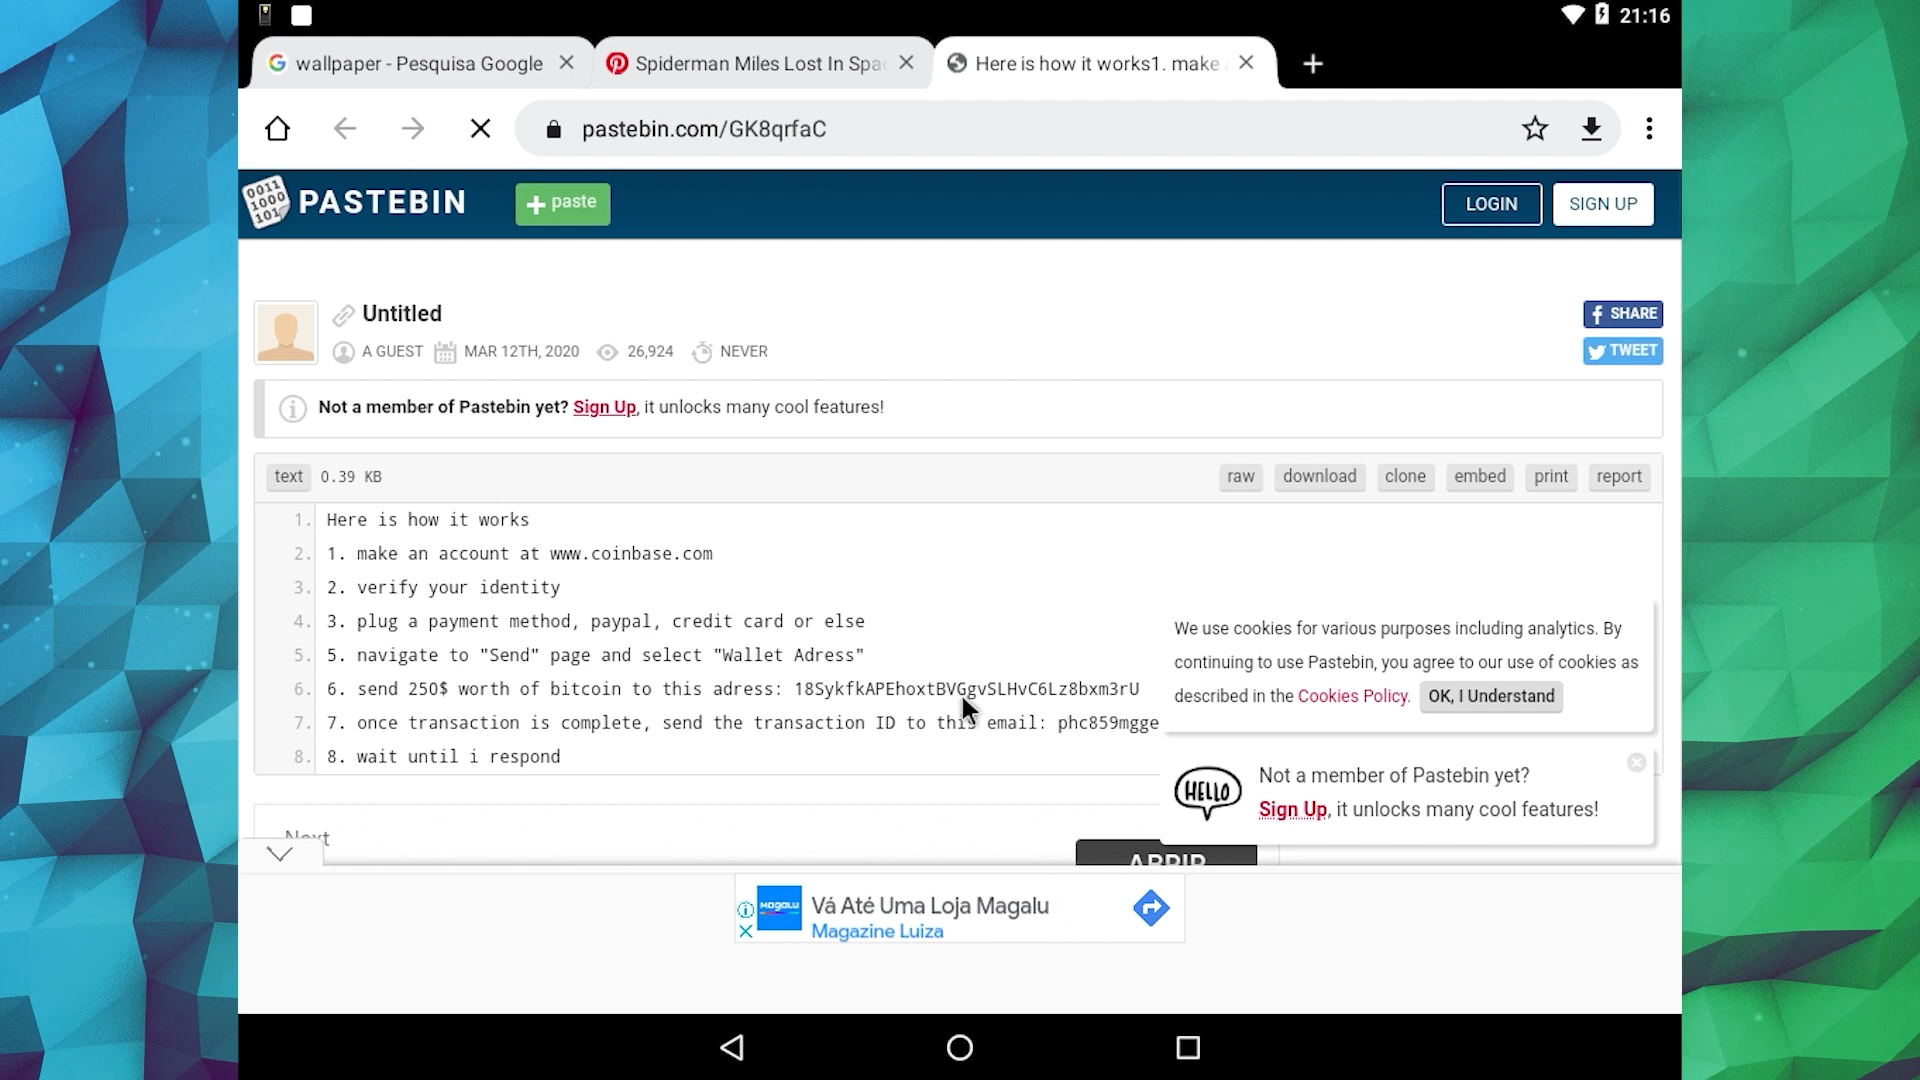 21:16
wallpaper - Pesquisa Google
Spiderman Miles Lost In Spa
Here is how it works1. make
pastebin.com/GK8qrfaC
0011
1000
101
PASTEBIN
paste
LOGIN
SIGN UP
Untitled
SHARE
A GUEST MAR 12TH, 2020 26,924 NEVER
TWEET
Not a member of Pastebin yet? Sign Up, it unlocks many cool features!
text 0.39 KB raw download clone embed print report
1. Here is how it works
2. 1. make an account at www.coinbase.com
3. 2. verify your identity
4. 3. plug a payment method, paypal, credit card or else
5. 5. navigate to "Send" page and select "Wallet Adress"
6. 6. send 250$ worth of bitcoin to this adress: 18SykfkAPEhoxtBVGgvSLHvC6Lz8bxm3rU
7. 7. once transaction is complete, send the transaction ID to this email: phc859mgge
8. 8. wait until i respond
We use cookies for various purposes including analytics. By
continuing to use Pastebin, you agree to our use of cookies as
described in the Cookies Policy. OK, I Understand
HELLO
Not a member of Pastebin yet?
Sign Up, it unlocks many cool features!
Next
ABRIR
MAGALU
Vá Até Uma Loja Magalu
Magazine Luiza